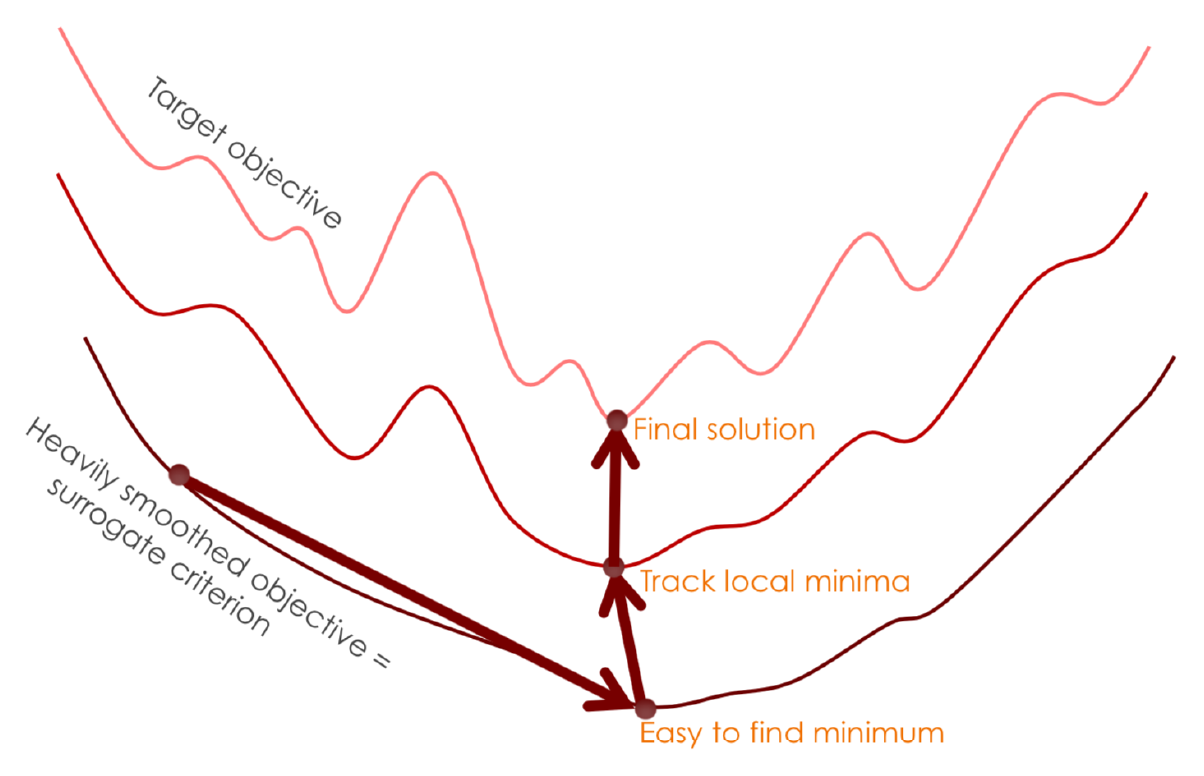 Target objective
Final solution
Heavily smoothed objective =
surrogate criterion
Track local minima
Easy to find minimum